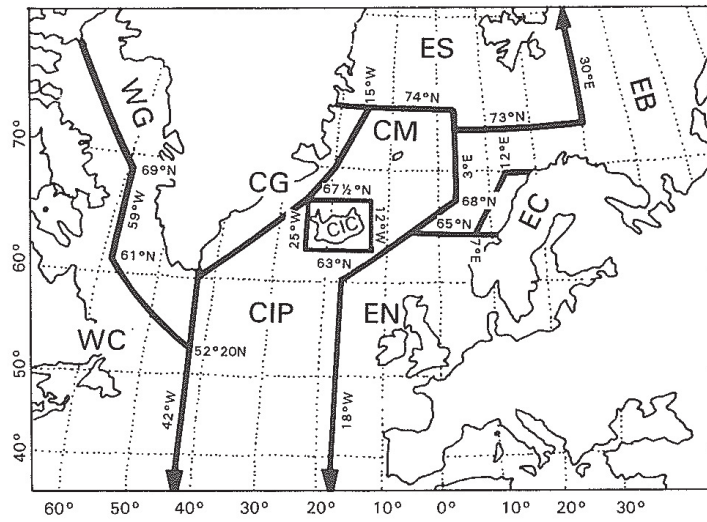 ES
15°W
74°N
30°E
EB
WG
CM
73°N
70°
69°N
CG
67½°N
3°E
12°E
59°W
68°N
EC
25°W
CIC
12°W
65°N
7°E
60°
61°N
63°N
WC
CIP
EN
52°20N
50°
42°W
18°W
40°
60° 50° 40° 30° 20° 10° 0° 10° 20° 30°